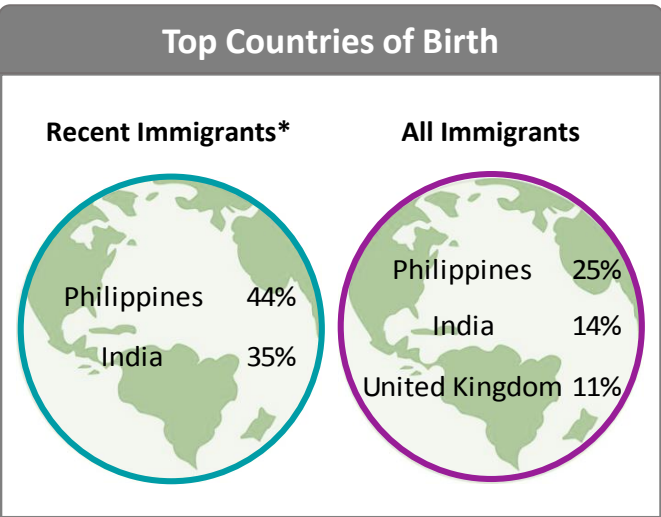 Top Countries of Birth
Recent Immigrants*
Philippines 44%
India 35%
All Immigrants
Philippines 25%
India 14%
United Kingdom 11%